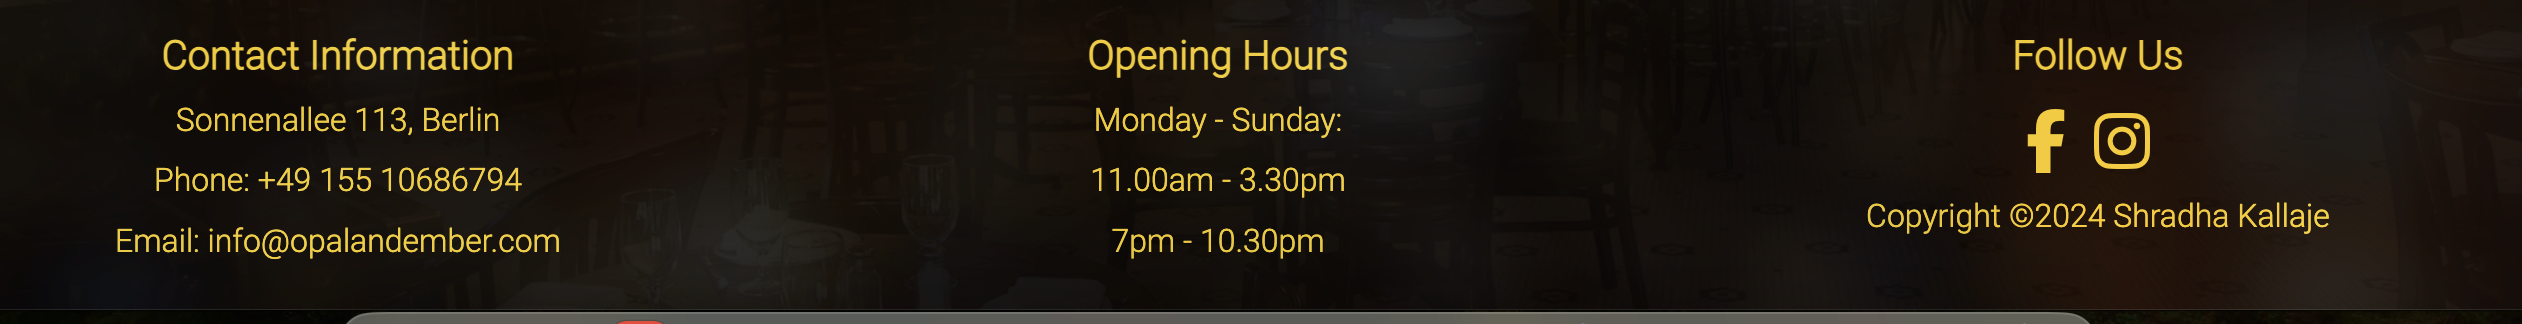 Contact Information
Sonnenallee 113, Berlin
Phone: +49 155 10686794
Email: info@opalandember.com
Opening Hours
Monday - Sunday:
11.00am - 3.30pm
7pm - 10.30pm
Follow Us
Copyright ©2024 Shradha Kallaje